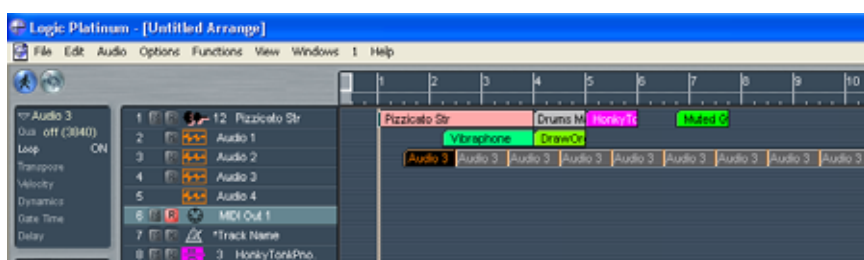 Logic Platinum - [Untitled Arrange]
File Edit Audio Options Functions View Windows 1 Help
1 2 3 4 5 6 7 8 9 10
Audio 3
Qua off (3840)
Loop ON
Transpose
Velocity
Dynamics
Gate Time
Delay
1 12 Pizzicato Str
2 Audio 1
3 Audio 2
4 Audio 3
5 Audio 4
6 R MIDI Out 1
7 *Track Name
8 3 HonkyTonkPno.
Pizzicato Str Drums M HonkyTo Muted G
Vibraphone DrawOr
Audio 3 Audio 3 Audio 3 Audio 3 Audio 3 Audio 3 Audio 3 Audio 3 Audio 3